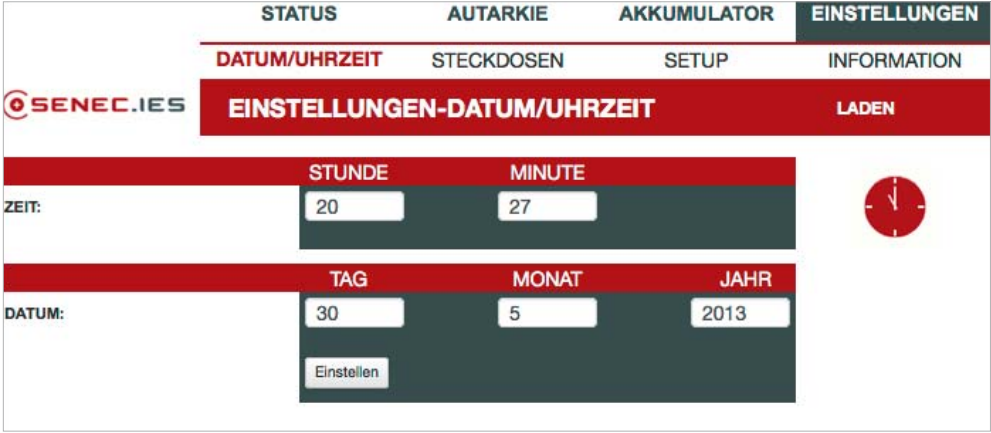 STATUS AUTARKIE AKKUMULATOR EINSTELLUNGEN
DATUM/UHRZEIT STECKDOSEN SETUP INFORMATION
SENEC.IES EINSTELLUNGEN-DATUM/UHRZEIT LADEN
STUNDE MINUTE
ZEIT: 20 27
TAG MONAT JAHR
DATUM: 30 5 2013
Einstellen